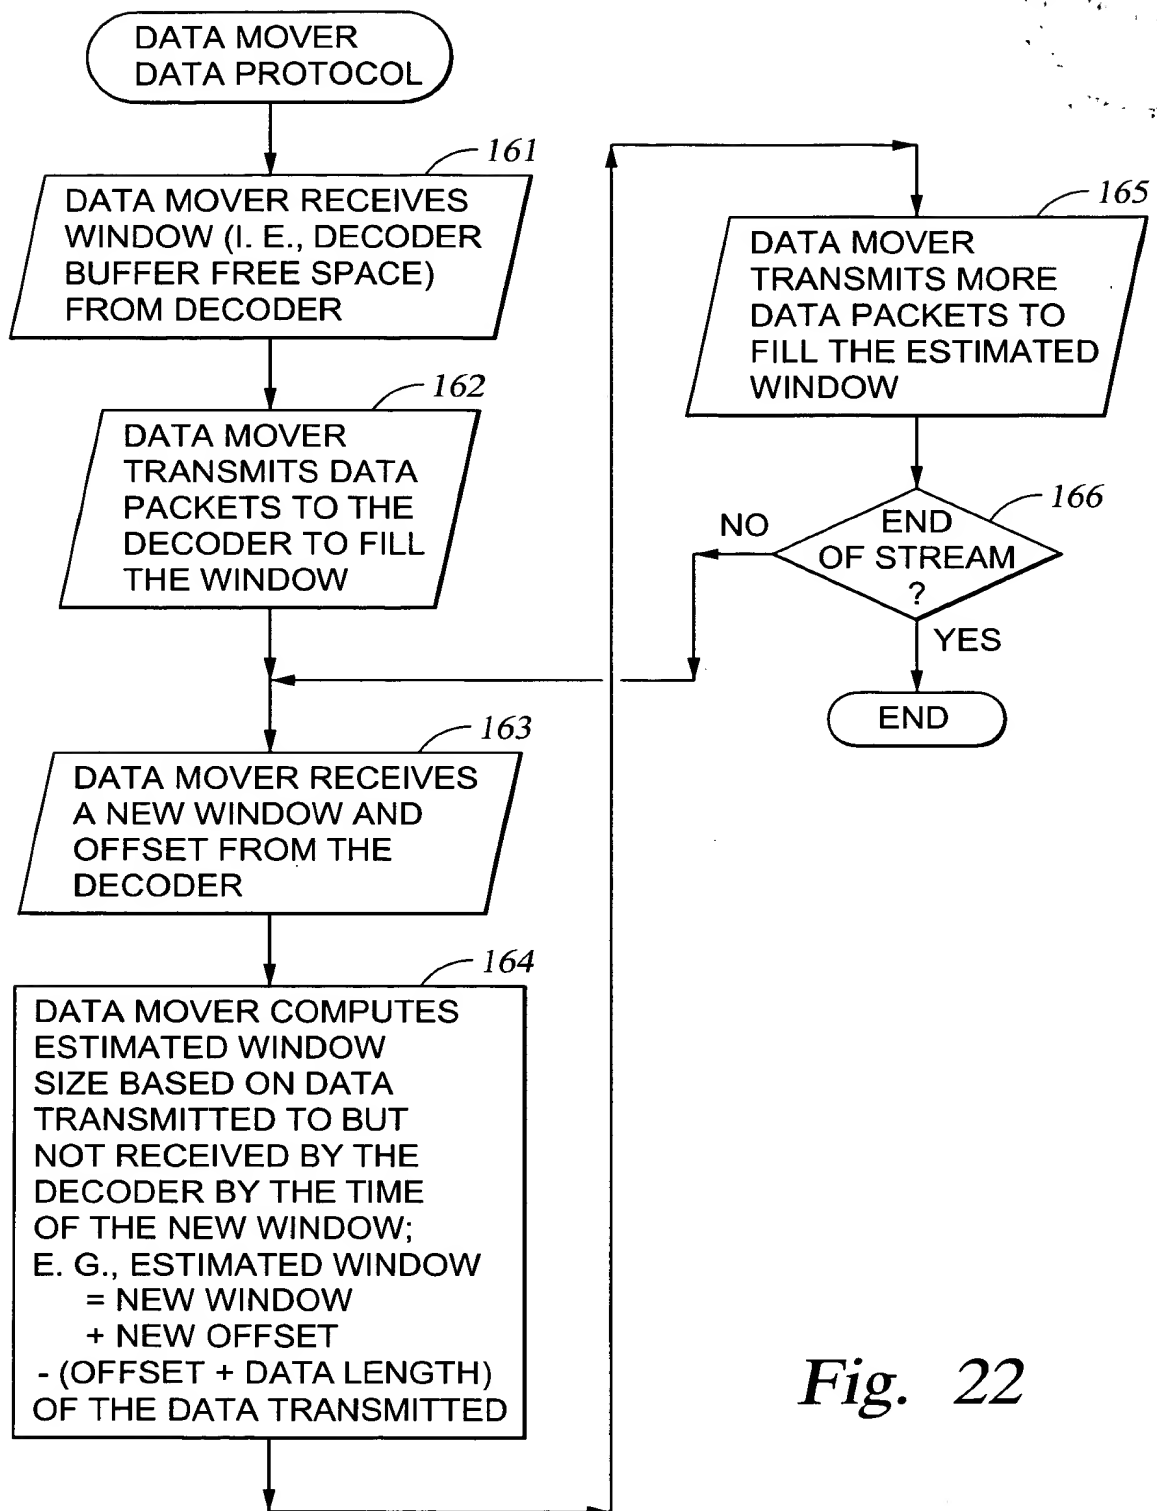 DATA MOVER
DATA PROTOCOL
161
DATA MOVER RECEIVES
WINDOW (I. E., DECODER
BUFFER FREE SPACE)
FROM DECODER
162
DATA MOVER
TRANSMITS DATA
PACKETS TO THE
DECODER TO FILL
THE WINDOW
163
DATA MOVER RECEIVES
A NEW WINDOW AND
OFFSET FROM THE
DECODER
164
DATA MOVER COMPUTES
ESTIMATED WINDOW
SIZE BASED ON DATA
TRANSMITTED TO BUT
NOT RECEIVED BY THE
DECODER BY THE TIME
OF THE NEW WINDOW;
E. G., ESTIMATED WINDOW
= NEW WINDOW
+ NEW OFFSET
- (OFFSET + DATA LENGTH)
OF THE DATA TRANSMITTED
165
DATA MOVER
TRANSMITS MORE
DATA PACKETS TO
FILL THE ESTIMATED
WINDOW
166
END
OF STREAM
?
NO
YES
END
Fig. 22